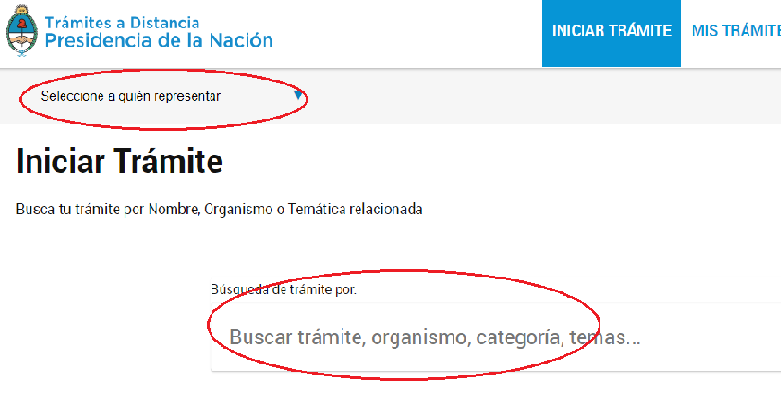 Trámites a Distancia
Presidencia de la Nación
INICIAR TRÁMITE
MIS TRÁMITE
Seleccione a quién representar
Iniciar Trámite
Busca tu trámite por Nombre, Organismo o Temática relacionada
Búsqueda de trámite por:
Buscar trámite, organismo, categoría, temas...